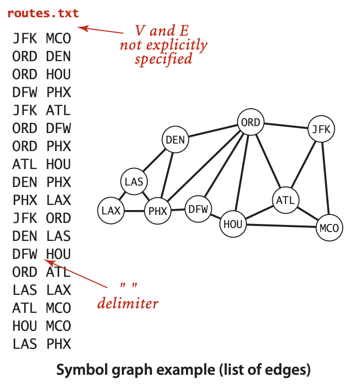 routes.txt
V and E
not explicitly
specified
JFK MCO
ORD DEN
ORD HOU
DFW PHX
JFK ATL
ORD DFW
ORD PHX
ATL HOU
DEN PHX
PHX LAX
JFK ORD
DEN LAS
DFW HOU
ORD ATL
LAS LAX
ATL MCO
HOU MCO
LAS PHX
" "
delimiter
ORD
JFK
DEN
LAS
LAX
PHX
DFW
ATL
HOU
MCO
Symbol graph example (list of edges)